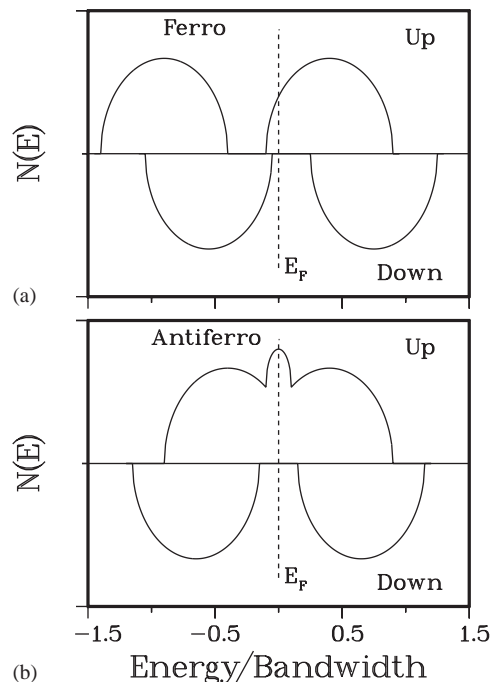 Ferro
Up
N(E)
E_F
Down
(a)
Antiferro
Up
N(E)
E_F
Down
−1.5 −0.5 0.5 1.5
Energy/Bandwidth
(b)